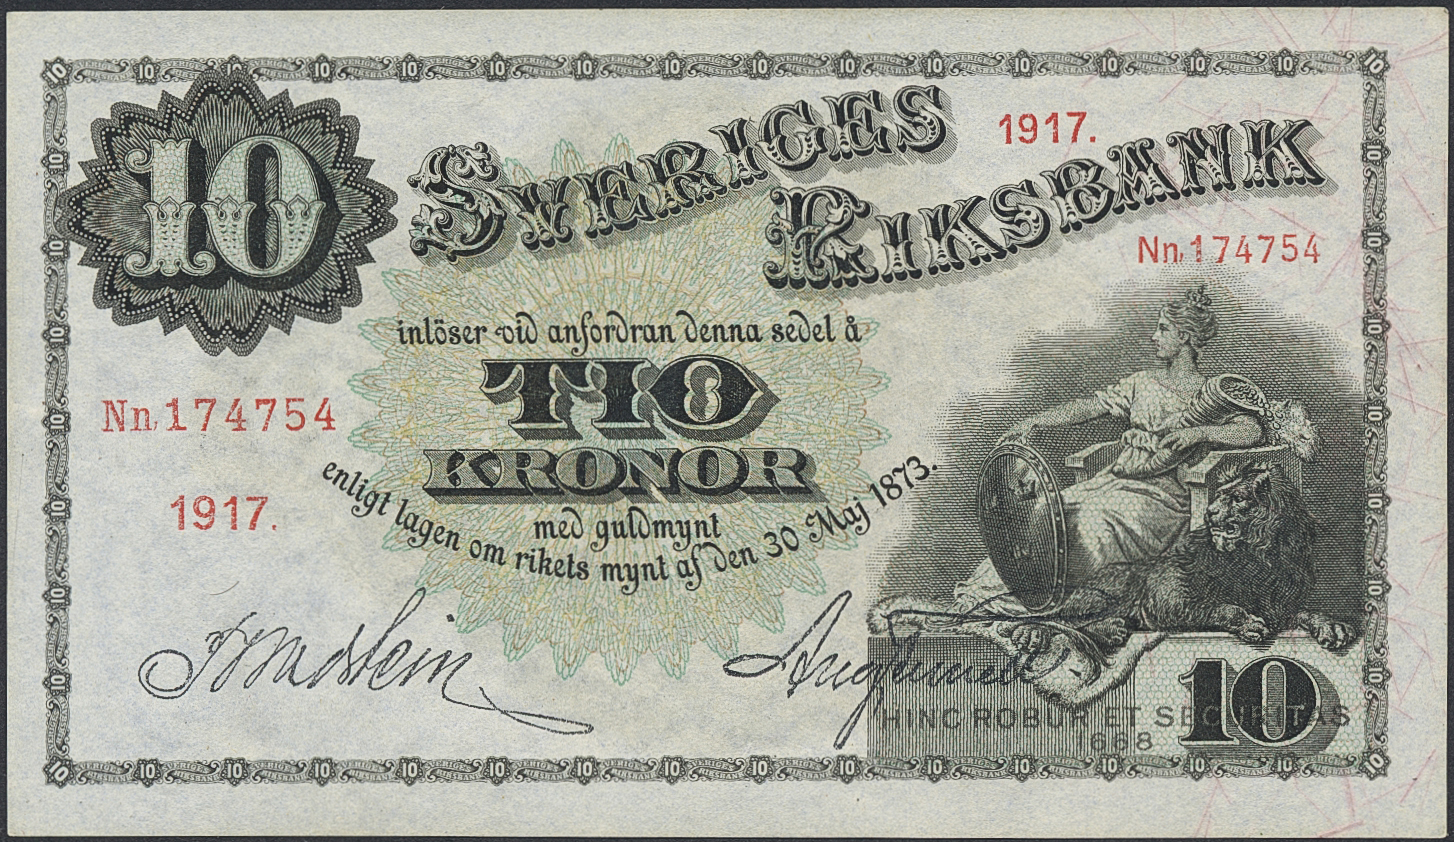 10
SVERIGES
1917.
RIKSBANK
Nn,174754
inlöser vid anfordran denna sedel å
TIO
KRONOR
Nn,174754
1917.
med guldmynt
enligt lagen om rikets mynt af den 30 Maj 1873.
10
HINC ROBUR ET SECURITAS
1668